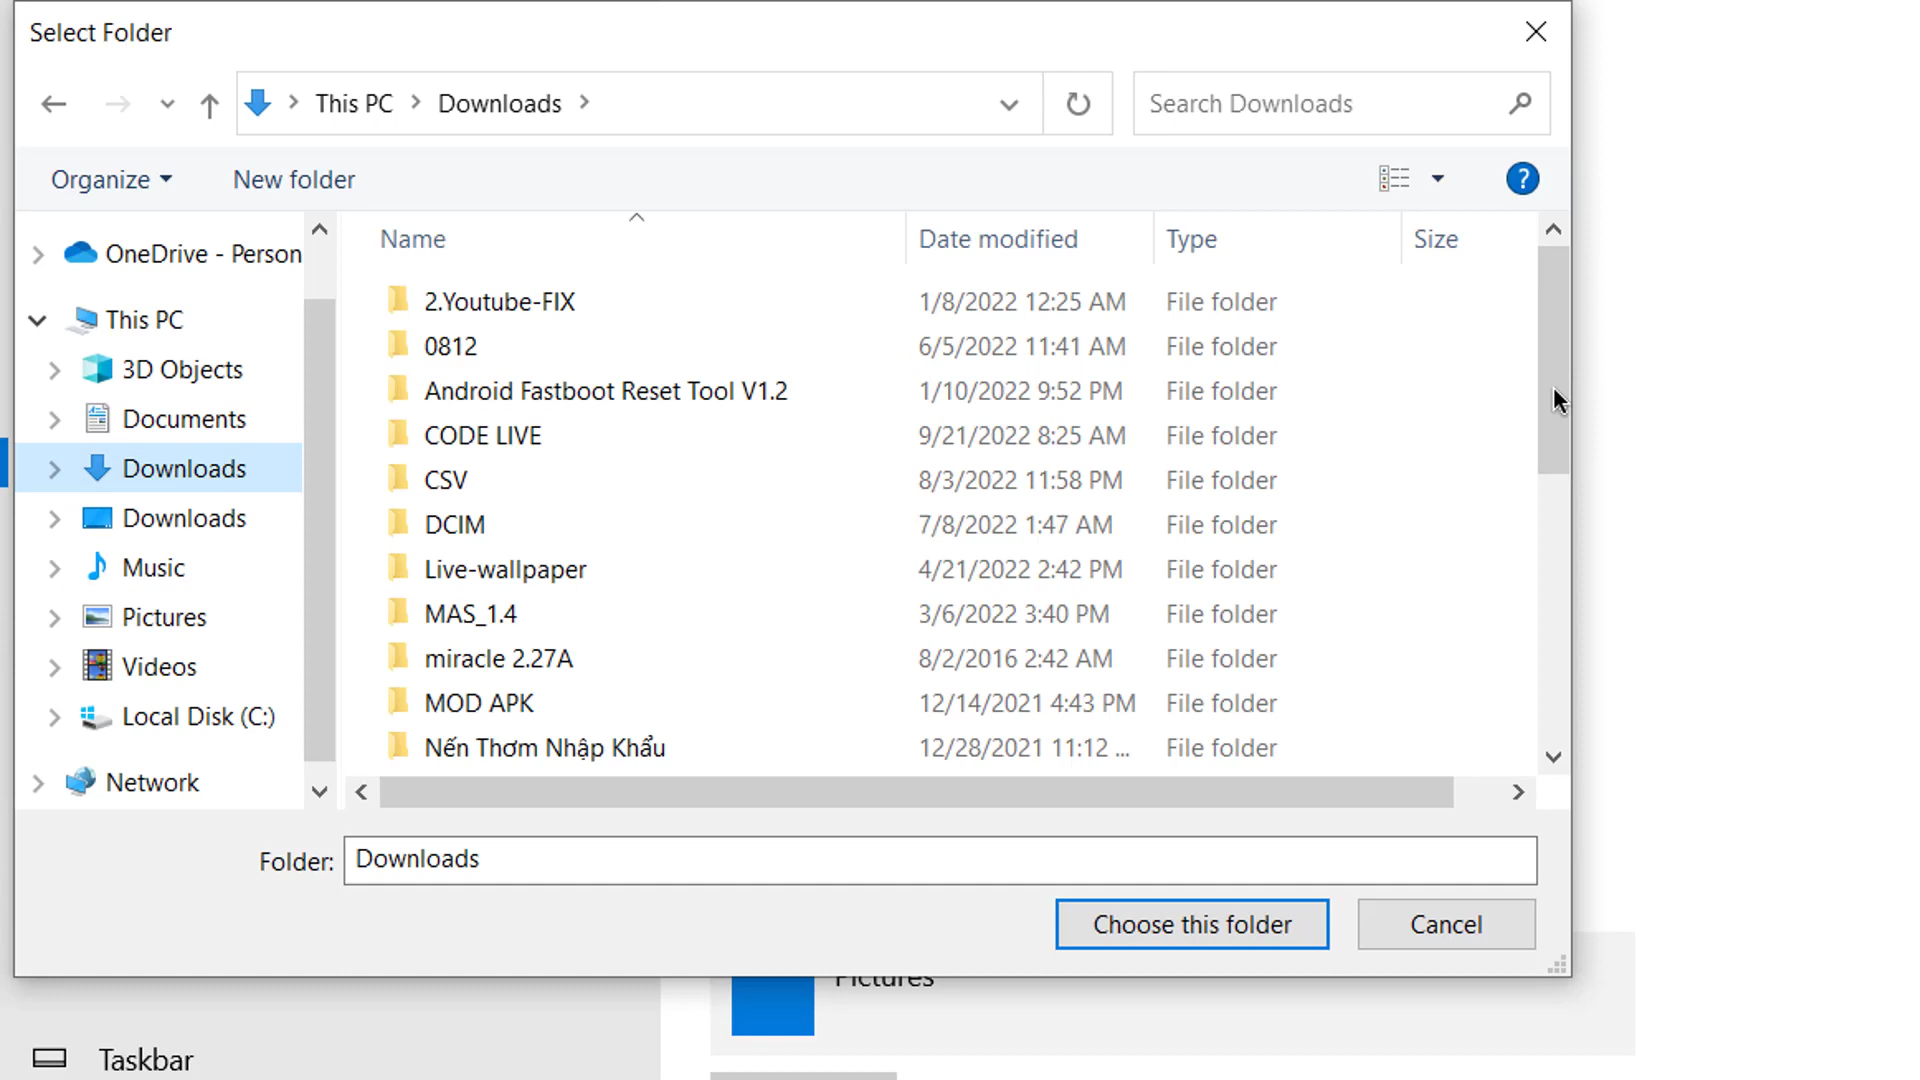 Select Folder
This PC Downloads
Search Downloads
Organize New folder
?
OneDrive - Person
This PC
3D Objects
Documents
Downloads
Downloads
Music
Pictures
Videos
Local Disk (C:)
Network
Name Date modified Type Size
2.Youtube-FIX 1/8/2022 12:25 AM File folder
0812 6/5/2022 11:41 AM File folder
Android Fastboot Reset Tool V1.2 1/10/2022 9:52 PM File folder
CODE LIVE 9/21/2022 8:25 AM File folder
CSV 8/3/2022 11:58 PM File folder
DCIM 7/8/2022 1:47 AM File folder
Live-wallpaper 4/21/2022 2:42 PM File folder
MAS_1.4 3/6/2022 3:40 PM File folder
miracle 2.27A 8/2/2016 2:42 AM File folder
MOD APK 12/14/2021 4:43 PM File folder
Nến Thơm Nhập Khẩu 12/28/2021 11:12 ... File folder
Folder: Downloads
Choose this folder Cancel
Pictures
Taskbar